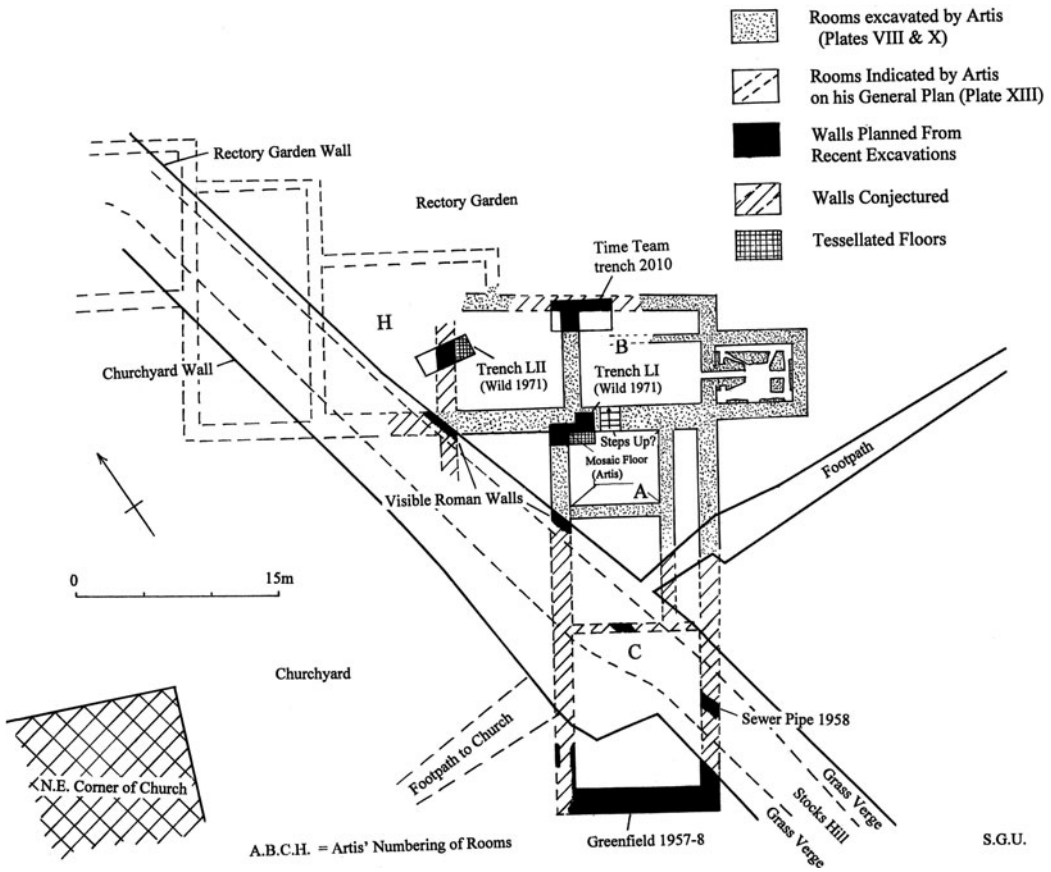 Rooms excavated by Artis
(Plates VIII & X)
Rooms Indicated by Artis
on his General Plan (Plate XIII)
Walls Planned From
Recent Excavations
Walls Conjectured
Tessellated Floors
Rectory Garden Wall
Rectory Garden
Time Team
trench 2010
H
B
Trench LII
(Wild 1971)
Trench LI
(Wild 1971)
Churchyard Wall
Steps Up?
Mosaic Floor
(Artis)
A
Footpath
Visible Roman Walls
0
15m
C
Churchyard
Sewer Pipe 1958
Footpath to Church
N.E. Corner of Church
Grass Verge
Stocks Hill
Grass Verge
A.B.C.H. = Artis' Numbering of Rooms
Greenfield 1957-8
S.G.U.